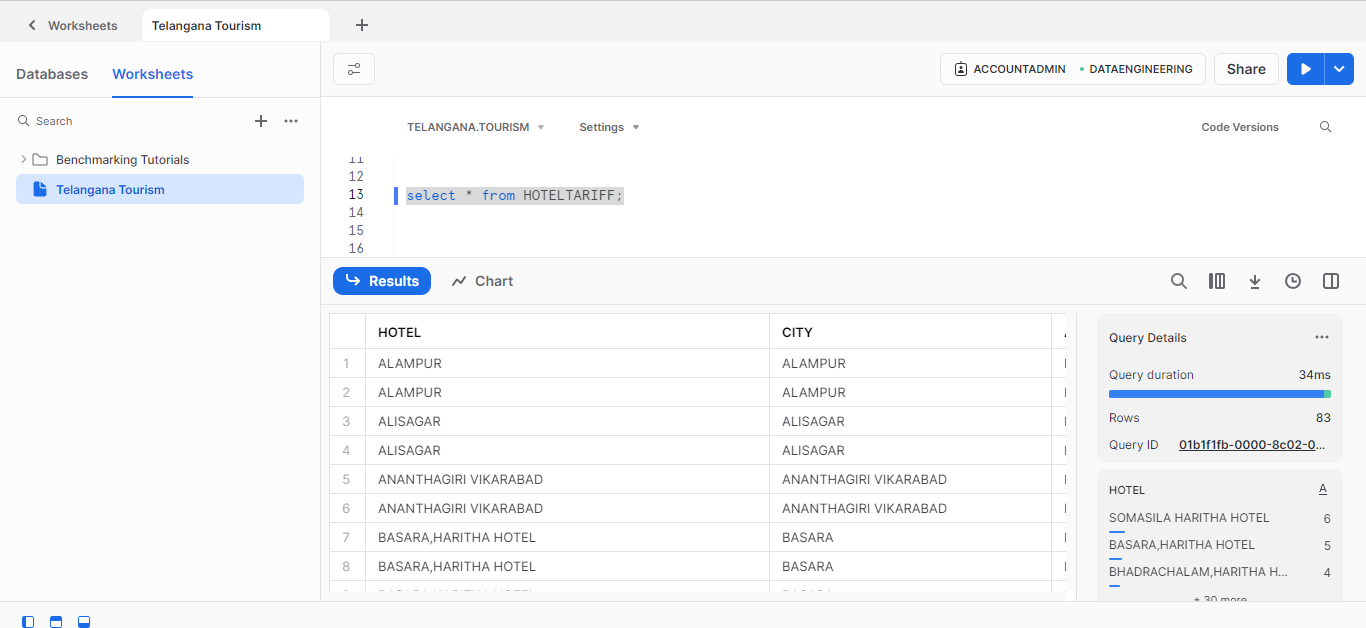 Worksheets
Telangana Tourism
Databases
Worksheets
Search
Benchmarking Tutorials
Telangana Tourism
ACCOUNTADMIN
DATAENGINEERING
Share
TELANGANA.TOURISM
Settings
Code Versions
11
12
13 select * from HOTELTARIFF;
14
15
16
Results
Chart
HOTEL CITY
1 ALAMPUR ALAMPUR
2 ALAMPUR ALAMPUR
3 ALISAGAR ALISAGAR
4 ALISAGAR ALISAGAR
5 ANANTHAGIRI VIKARABAD ANANTHAGIRI VIKARABAD
6 ANANTHAGIRI VIKARABAD ANANTHAGIRI VIKARABAD
7 BASARA,HARITHA HOTEL BASARA
8 BASARA,HARITHA HOTEL BASARA
Query Details
Query duration 34ms
Rows 83
Query ID 01b1f1fb-0000-8c02-0...
HOTEL A
SOMASILA HARITHA HOTEL 6
BASARA,HARITHA HOTEL 5
BHADRACHALAM,HARITHA H... 4
+ 30 more